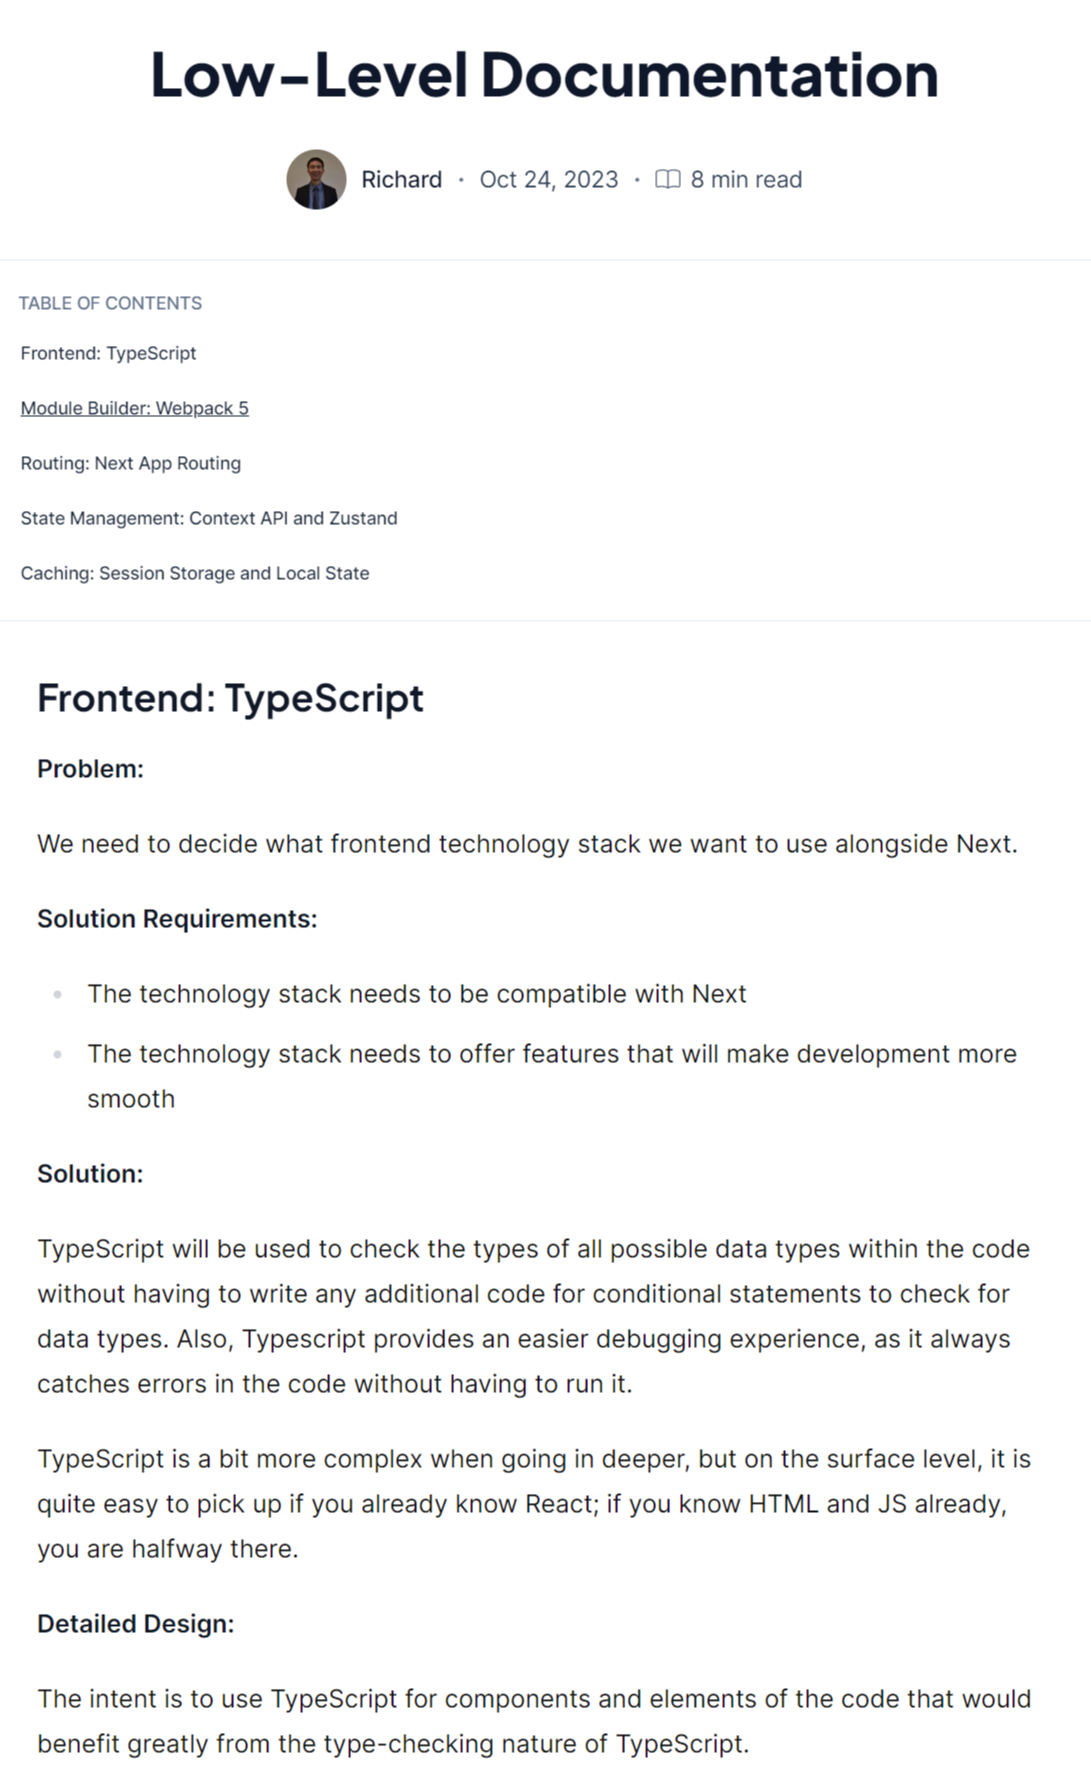 Low-Level Documentation
Richard · Oct 24, 2023 · 8 min read
TABLE OF CONTENTS
Frontend: TypeScript
Module Builder: Webpack 5
Routing: Next App Routing
State Management: Context API and Zustand
Caching: Session Storage and Local State
Frontend: TypeScript
Problem:
We need to decide what frontend technology stack we want to use alongside Next.
Solution Requirements:
• The technology stack needs to be compatible with Next
• The technology stack needs to offer features that will make development more
smooth
Solution:
TypeScript will be used to check the types of all possible data types within the code
without having to write any additional code for conditional statements to check for
data types. Also, Typescript provides an easier debugging experience, as it always
catches errors in the code without having to run it.
TypeScript is a bit more complex when going in deeper, but on the surface level, it is
quite easy to pick up if you already know React; if you know HTML and JS already,
you are halfway there.
Detailed Design:
The intent is to use TypeScript for components and elements of the code that would
benefit greatly from the type-checking nature of TypeScript.